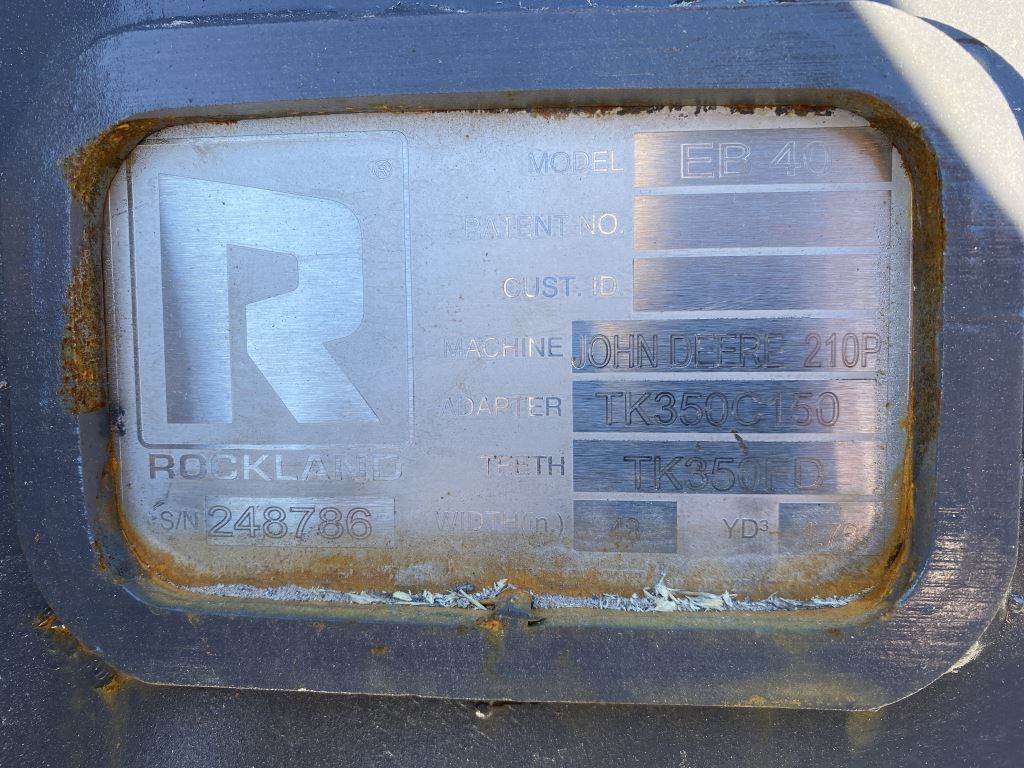 ®
MODEL EB 40
PATENT NO.
CUST. ID.
MACHINE JOHN DEERE 210P
ADAPTER TK350C150
TEETH TK350FD
ROCKLAND
S/N 248786
WIDTH(in.) 48 YD³